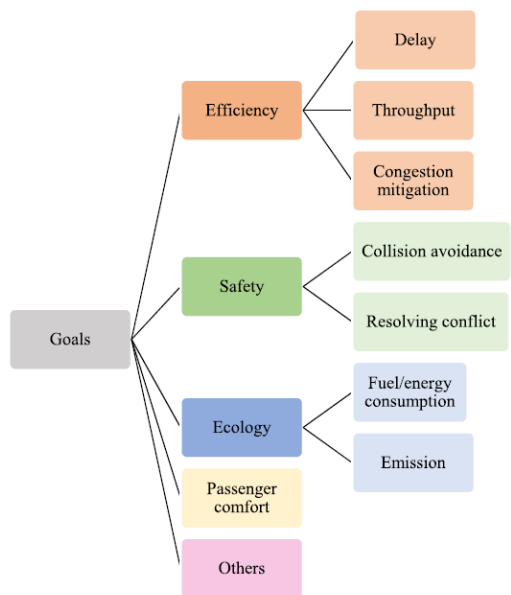 Goals
Efficiency
Delay
Throughput
Congestion
mitigation
Safety
Collision avoidance
Resolving conflict
Ecology
Fuel/energy
consumption
Emission
Passenger
comfort
Others